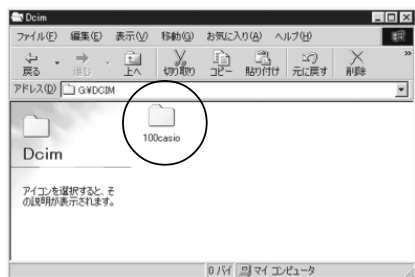 Dcim
ファイル(F) 編集(E) 表示(V) 移動(G) お気に入り(A) ヘルプ(H)
戻る 進む 上へ 切り取り コピー 貼り付け 元に戻す 削除 »
アドレス(D) G:¥DCIM
Dcim
100casio
アイコンを選択すると、そ
の説明が表示されます。
0 バイ マイ コンピュータ